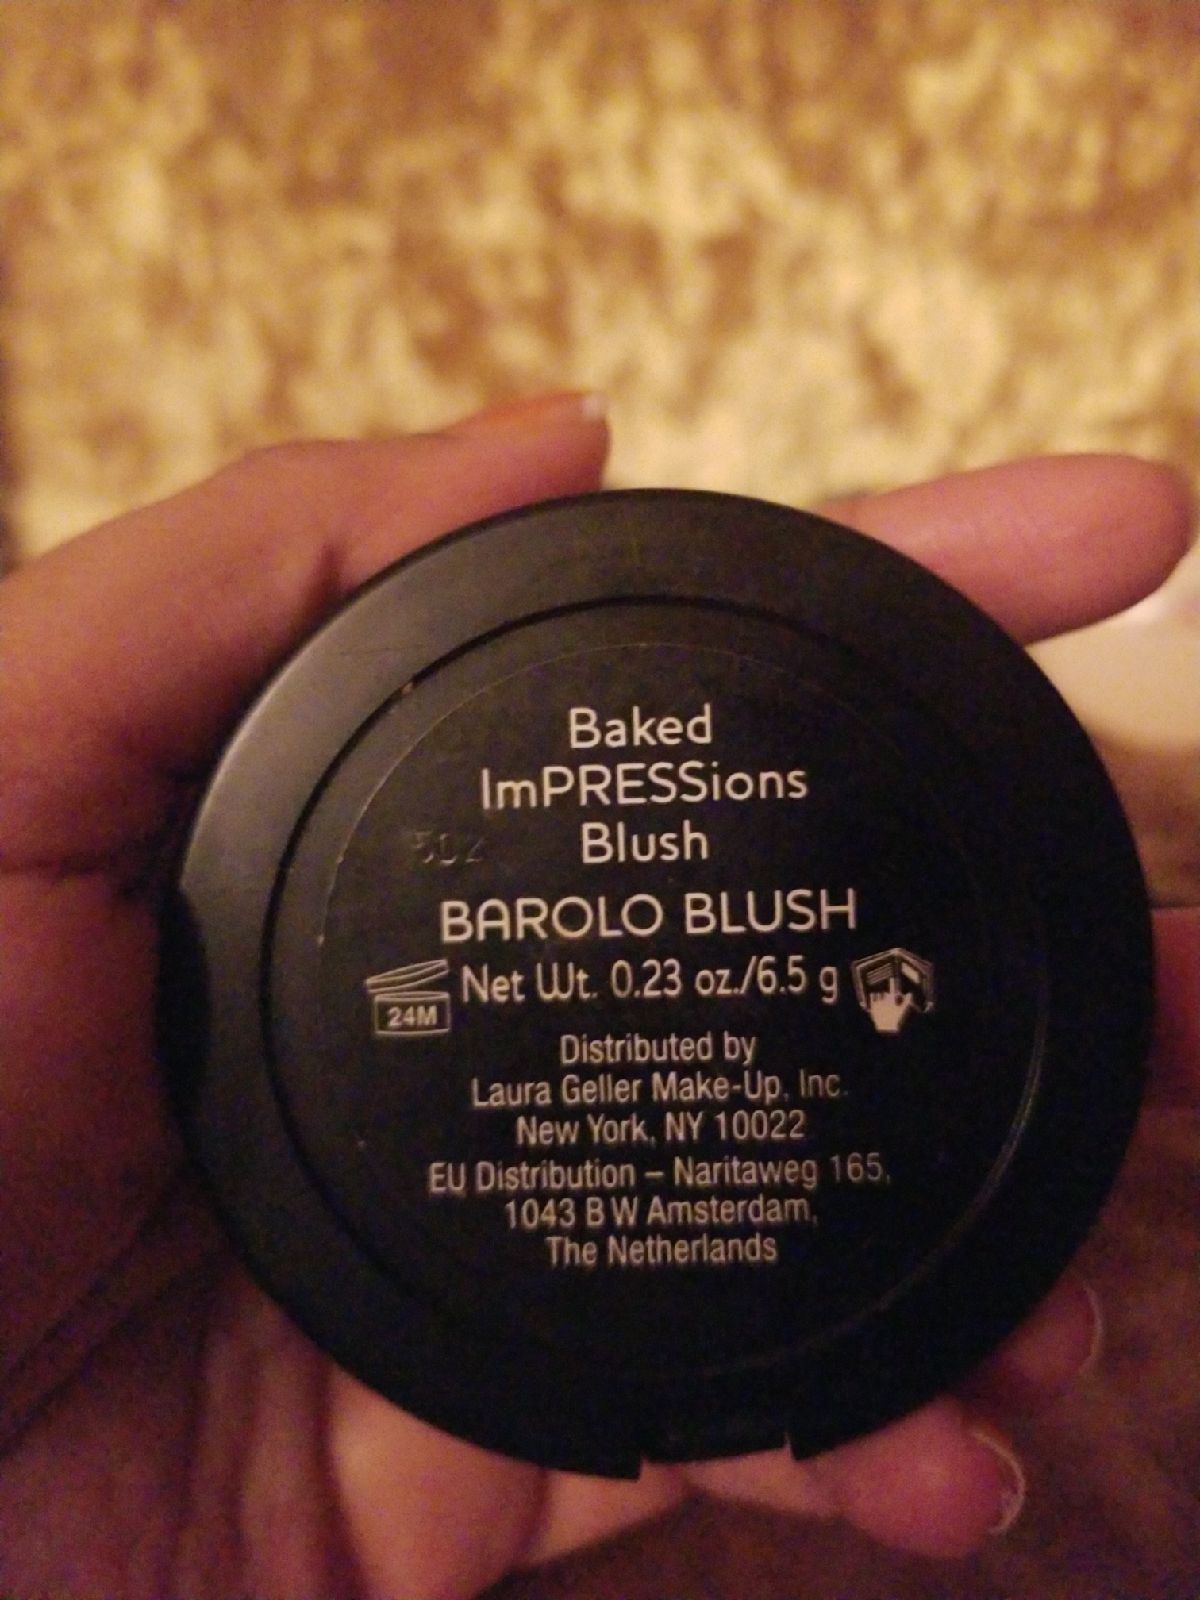 Baked
ImPRESSions
Blush
BAROLO BLUSH
24M Net Wt. 0.23 oz./6.5 g
Distributed by
Laura Geller Make-Up, Inc.
New York, NY 10022
EU Distribution – Naritaweg 165,
1043 BW Amsterdam,
The Netherlands